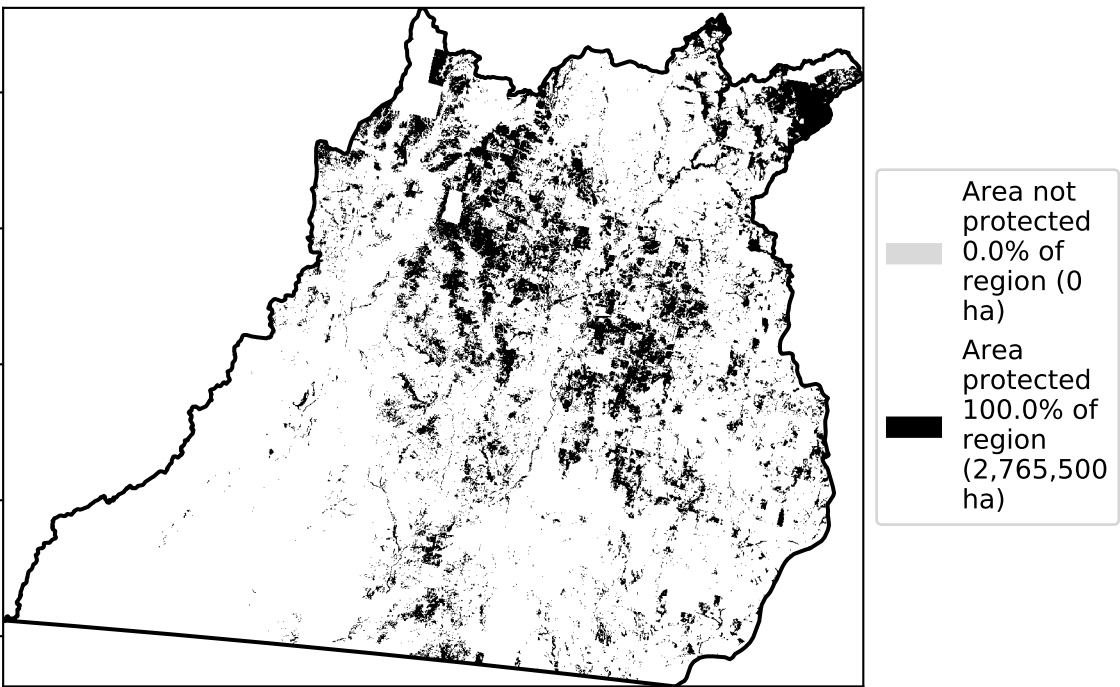 Area not
protected
0.0% of
region (0
ha)
Area
protected
100.0% of
region
(2,765,500
ha)